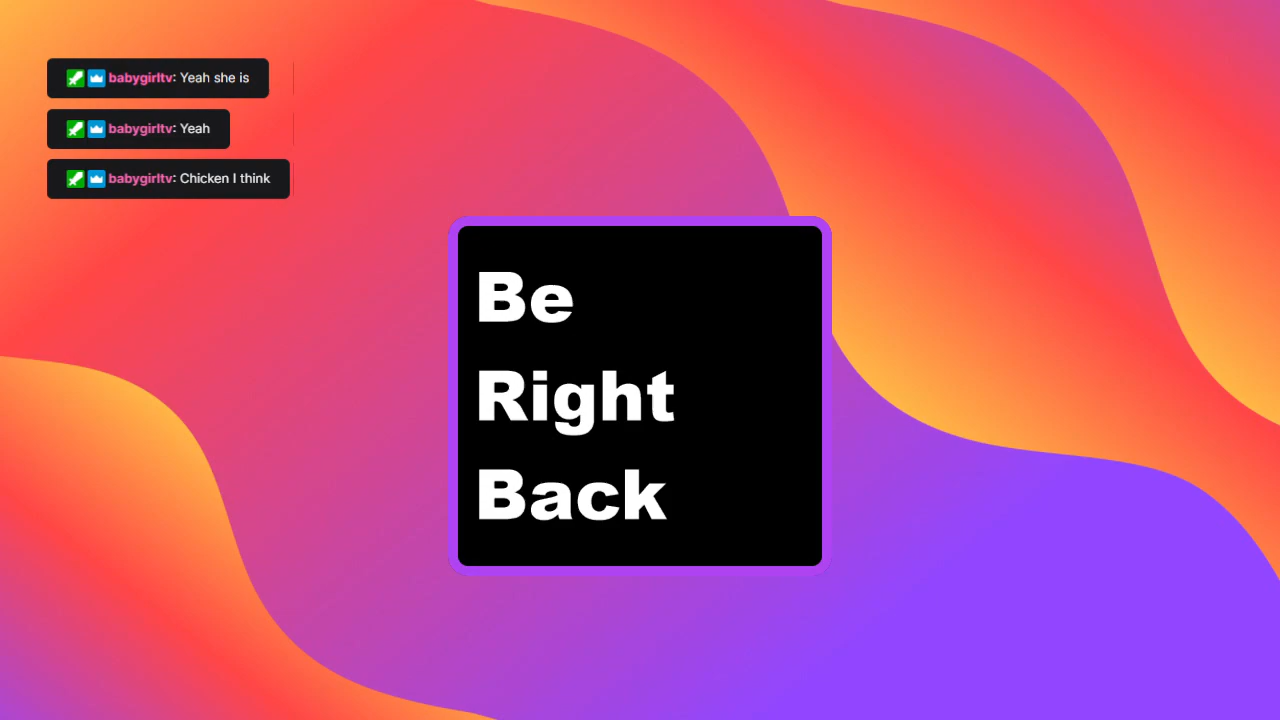 babygirltv: Yeah she is
babygirltv: Yeah
babygirltv: Chicken I think
Be
Right
Back